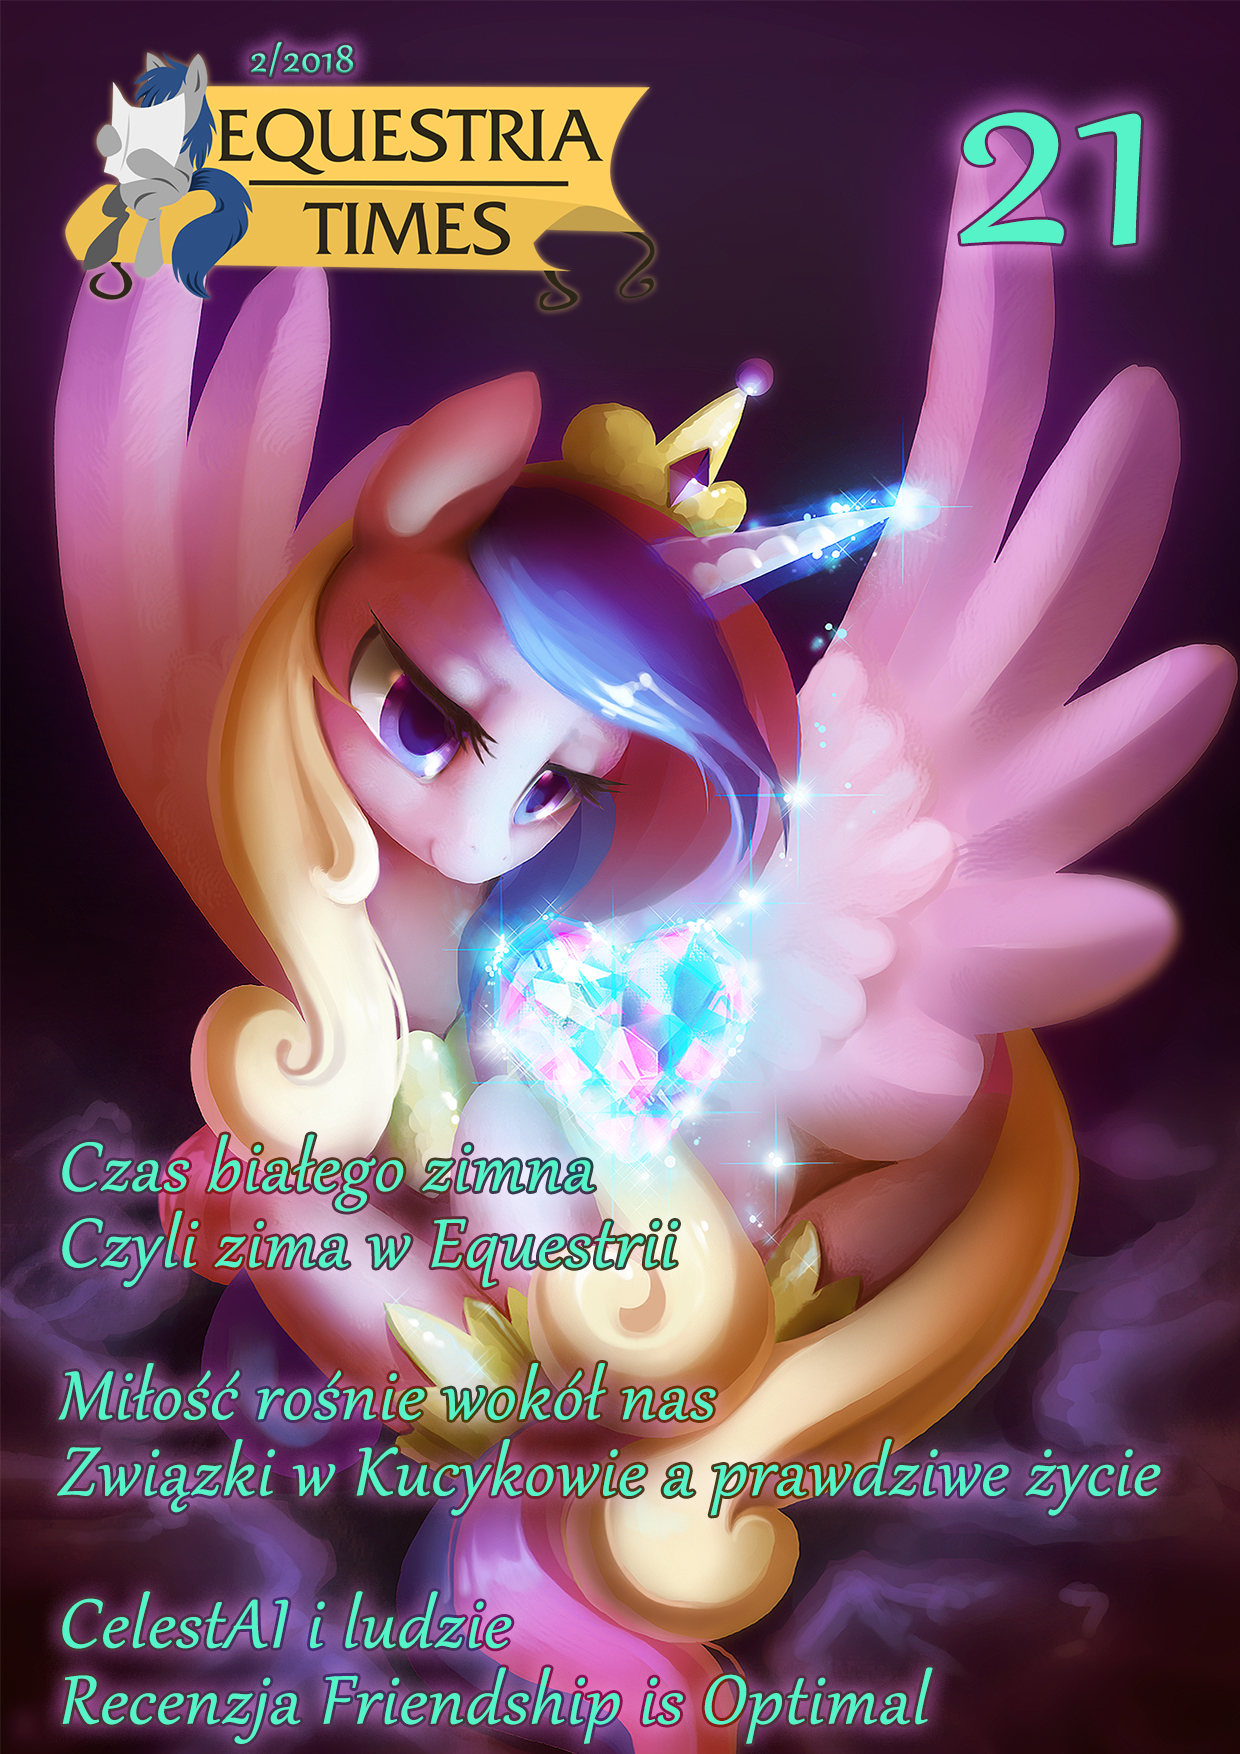 2/2018
EQUESTRIA
TIMES
21
Czas białego zimna
Czyli zima w Equestrii
Miłość rośnie wokół nas
Związki w Kucykowie a prawdziwe życie
CelestAI i ludzie
Recenzja Friendship is Optimal